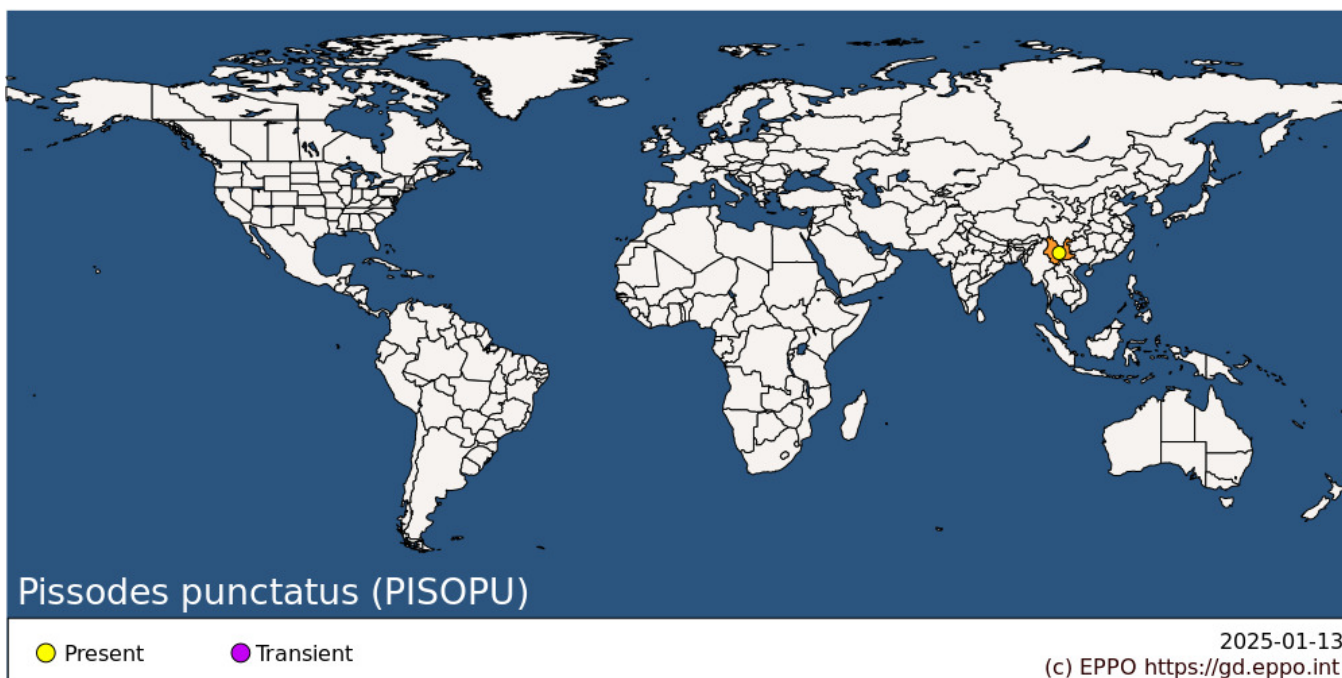 Pissodes punctatus (PISOPU)
Present
Transient
2025-01-13
(c) EPPO https://gd.eppo.int